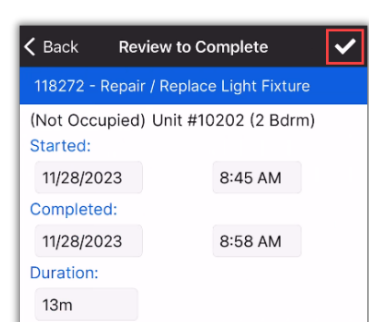 Back Review to Complete
118272 - Repair / Replace Light Fixture
(Not Occupied) Unit #10202 (2 Bdrm)
Started:
11/28/2023 8:45 AM
Completed:
11/28/2023 8:58 AM
Duration:
13m